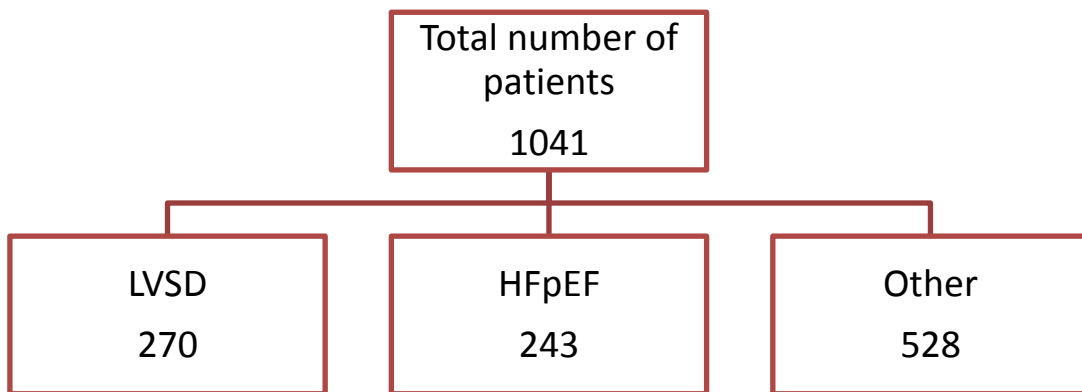 Total number of
patients
1041
LVSD
270
HFpEF
243
Other
528